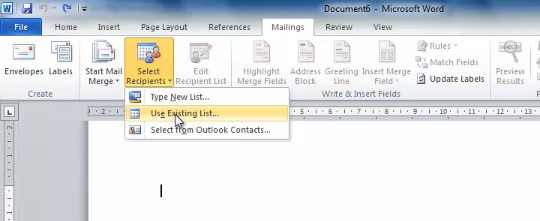 Document6 - Microsoft Word
File Home Insert Page Layout References Mailings Review View
Envelopes Labels
Create
Start Mail Merge
Select Recipients
Edit Recipient List
Highlight Merge Fields
Address Block
Greeting Line
Insert Merge Field
Rules
Match Fields
Update Labels
Write & Insert Fields
Preview Results
P
Type New List...
Use Existing List...
Select from Outlook Contacts...